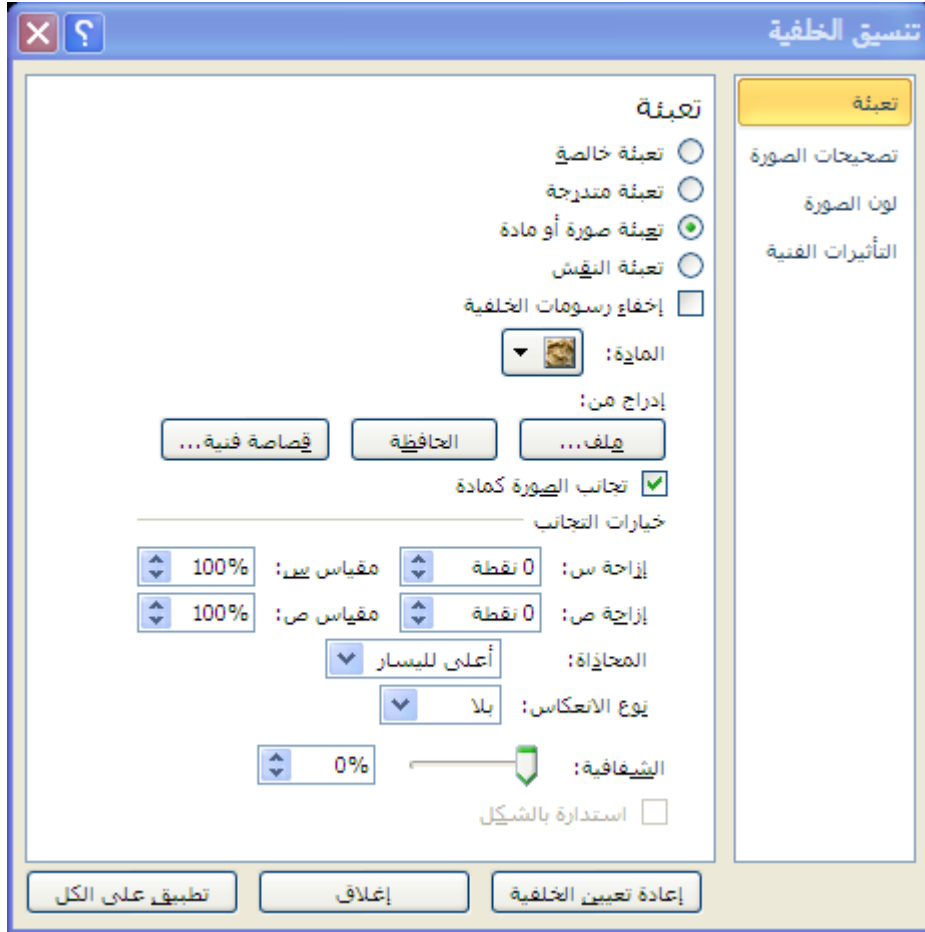 تنسيق الخلفية
تعبئة
تصحيحات الصورة
لون الصورة
التأثيرات الفنية
تعبئة
تعبئة خالصة
تعبئة متدرجة
تعبئة صورة أو مادة
تعبئة النقش
إخفاء رسومات الخلفية
المادة:
إدراج من:
ملف... الحافظة قصاصة فنية...
تجانب الصورة كمادة
خيارات التجانب
إزاحة س: 0 نقطة مقياس س: 100%
إزاحة ص: 0 نقطة مقياس ص: 100%
المحاذاة: أعلى لليسار
نوع الانعكاس: بلا
الشفافية: 0%
استدارة بالشكل
إعادة تعيين الخلفية إغلاق تطبيق على الكل